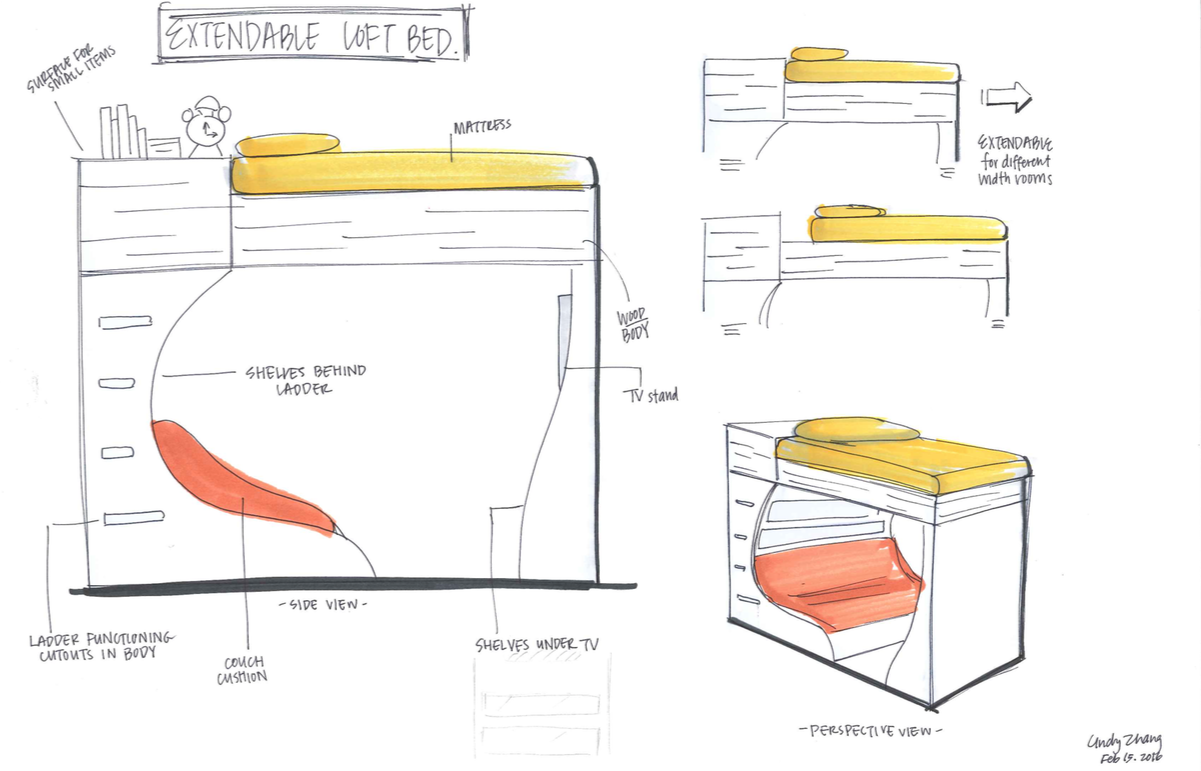 EXTENDABLE LOFT BED.
SURFACE FOR
SMALL ITEMS
MATTRESS
EXTENDABLE
for different
width rooms
WOOD
BODY
SHELVES BEHIND
LADDER
TV stand
-SIDE VIEW-
LADDER FUNCTIONING
CUTOUTS IN BODY
COUCH
CUSHION
SHELVES UNDER TV
-PERSPECTIVE VIEW-
Cindy Zhang
Feb 15. 2016